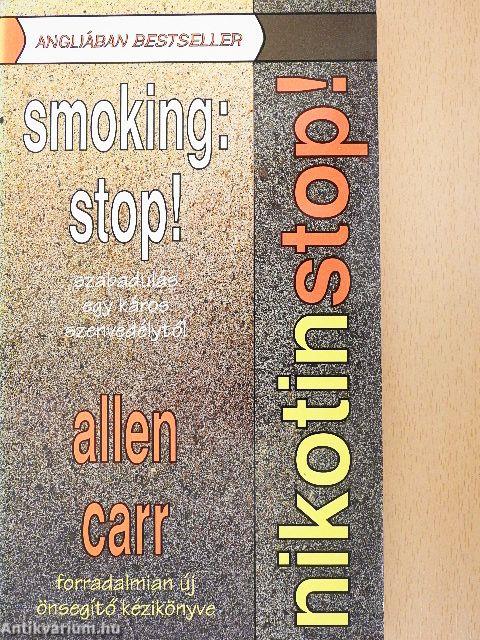 ANGLIÁBAN BESTSELLER
smoking:
stop!
szabadulás
egy káros
szenvedélytől
allen
carr
forradalmian új
önsegítő kézikönyve
nikotinstop!
Antikvarium.hu